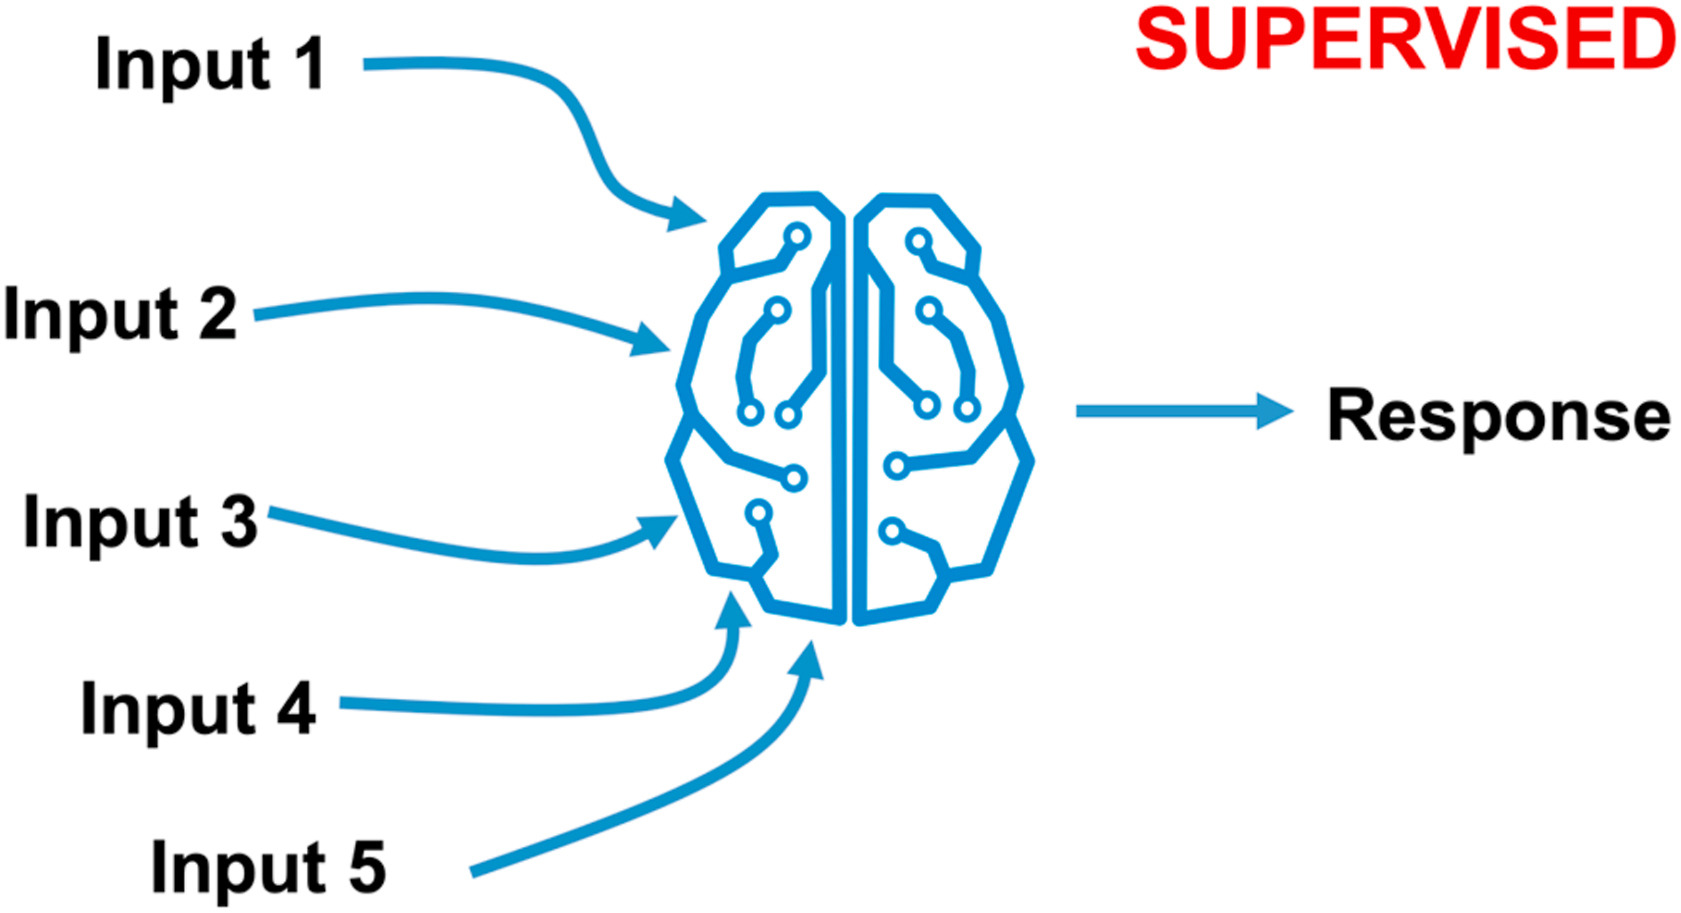 SUPERVISED
Input 1
Input 2
Input 3
Input 4
Input 5
Response